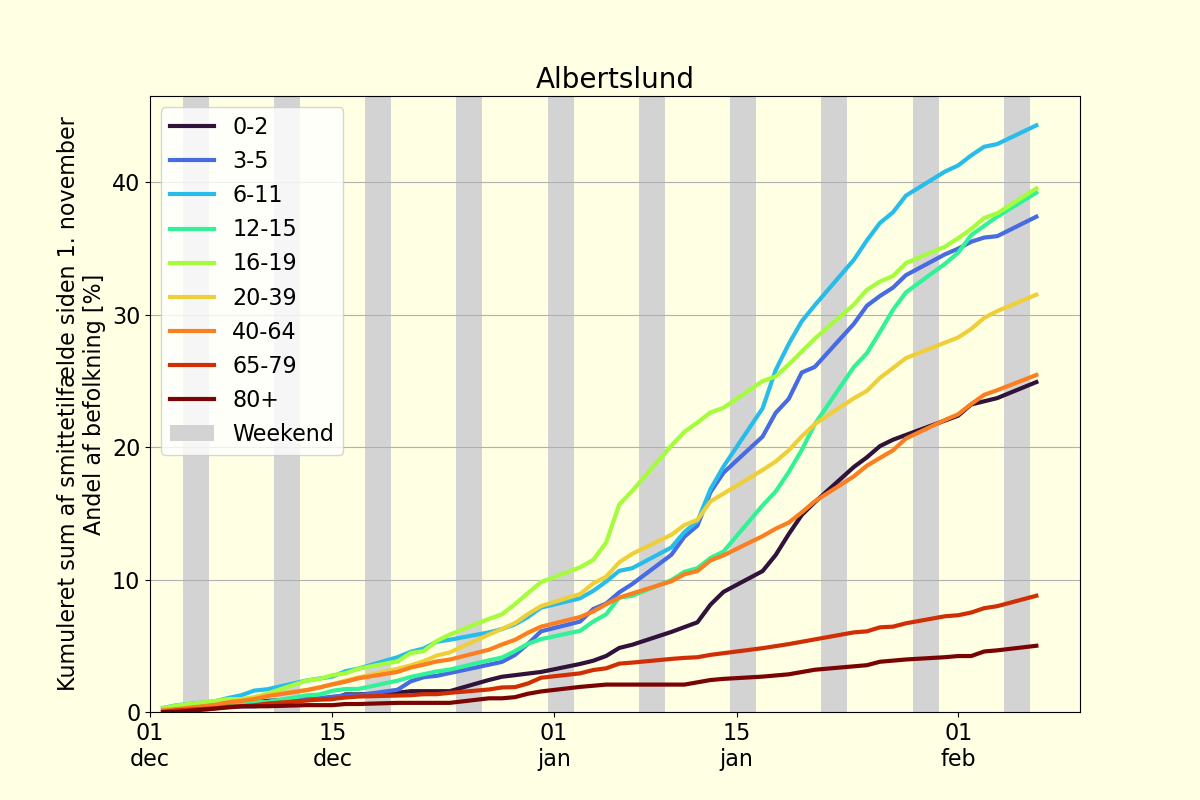 Albertslund
Kumuleret sum af smittetilfælde siden 1. november
Andel af befolkning [%]
40
30
20
10
0
0-2
3-5
6-11
12-15
16-19
20-39
40-64
65-79
80+
Weekend
01
dec
15
dec
01
jan
15
jan
01
feb